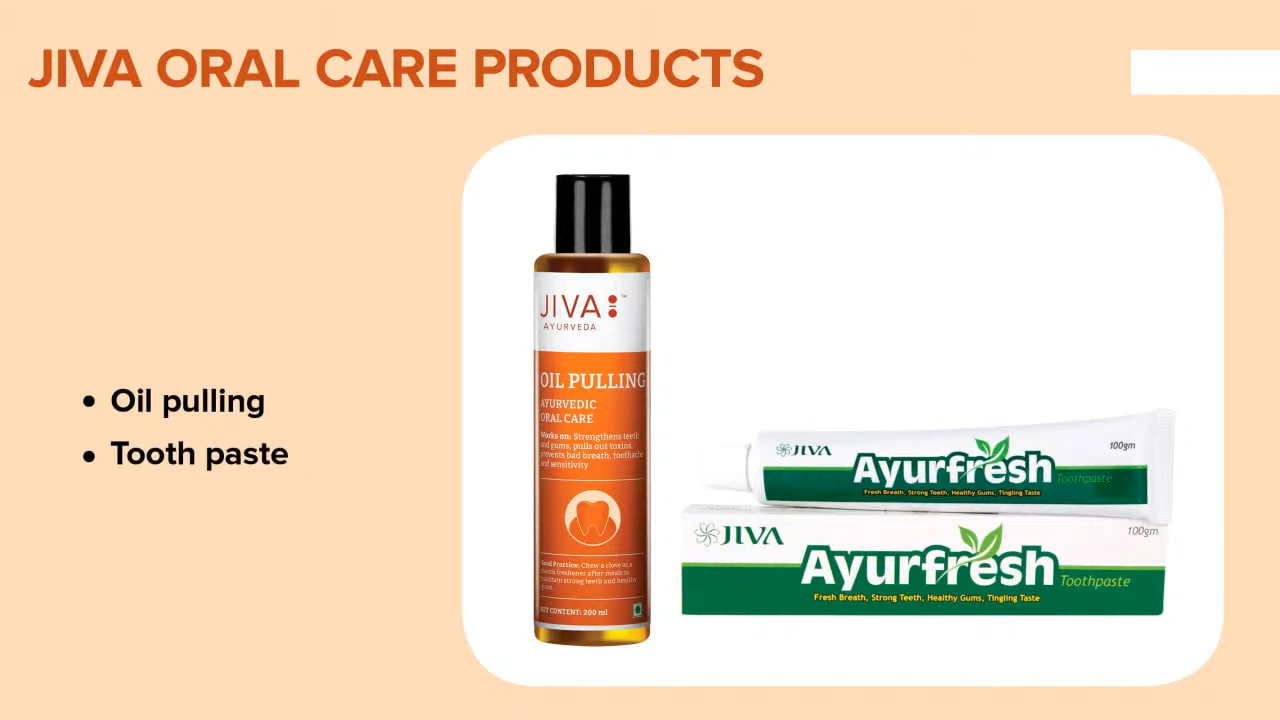 JIVA ORAL CARE PRODUCTS
Oil pulling
Tooth paste
JIVA
TM
AYURVEDA
OIL PULLING
AYURVEDIC
ORAL CARE
Works on: Strengthens teeth
and gums, pulls out toxins,
prevents bad breath, toothache
and sensitivity
Good Practice: Chew a clove as a
mouth freshener after meals to
maintain strong teeth and healthy
gums.
NET CONTENT: 200 ml
JIVA
100gm
Ayurfresh
Toothpaste
Fresh Breath, Strong Teeth, Healthy Gums, Tingling Taste
JIVA
100gm
Ayurfresh
Toothpaste
Fresh Breath, Strong Teeth, Healthy Gums, Tingling Taste